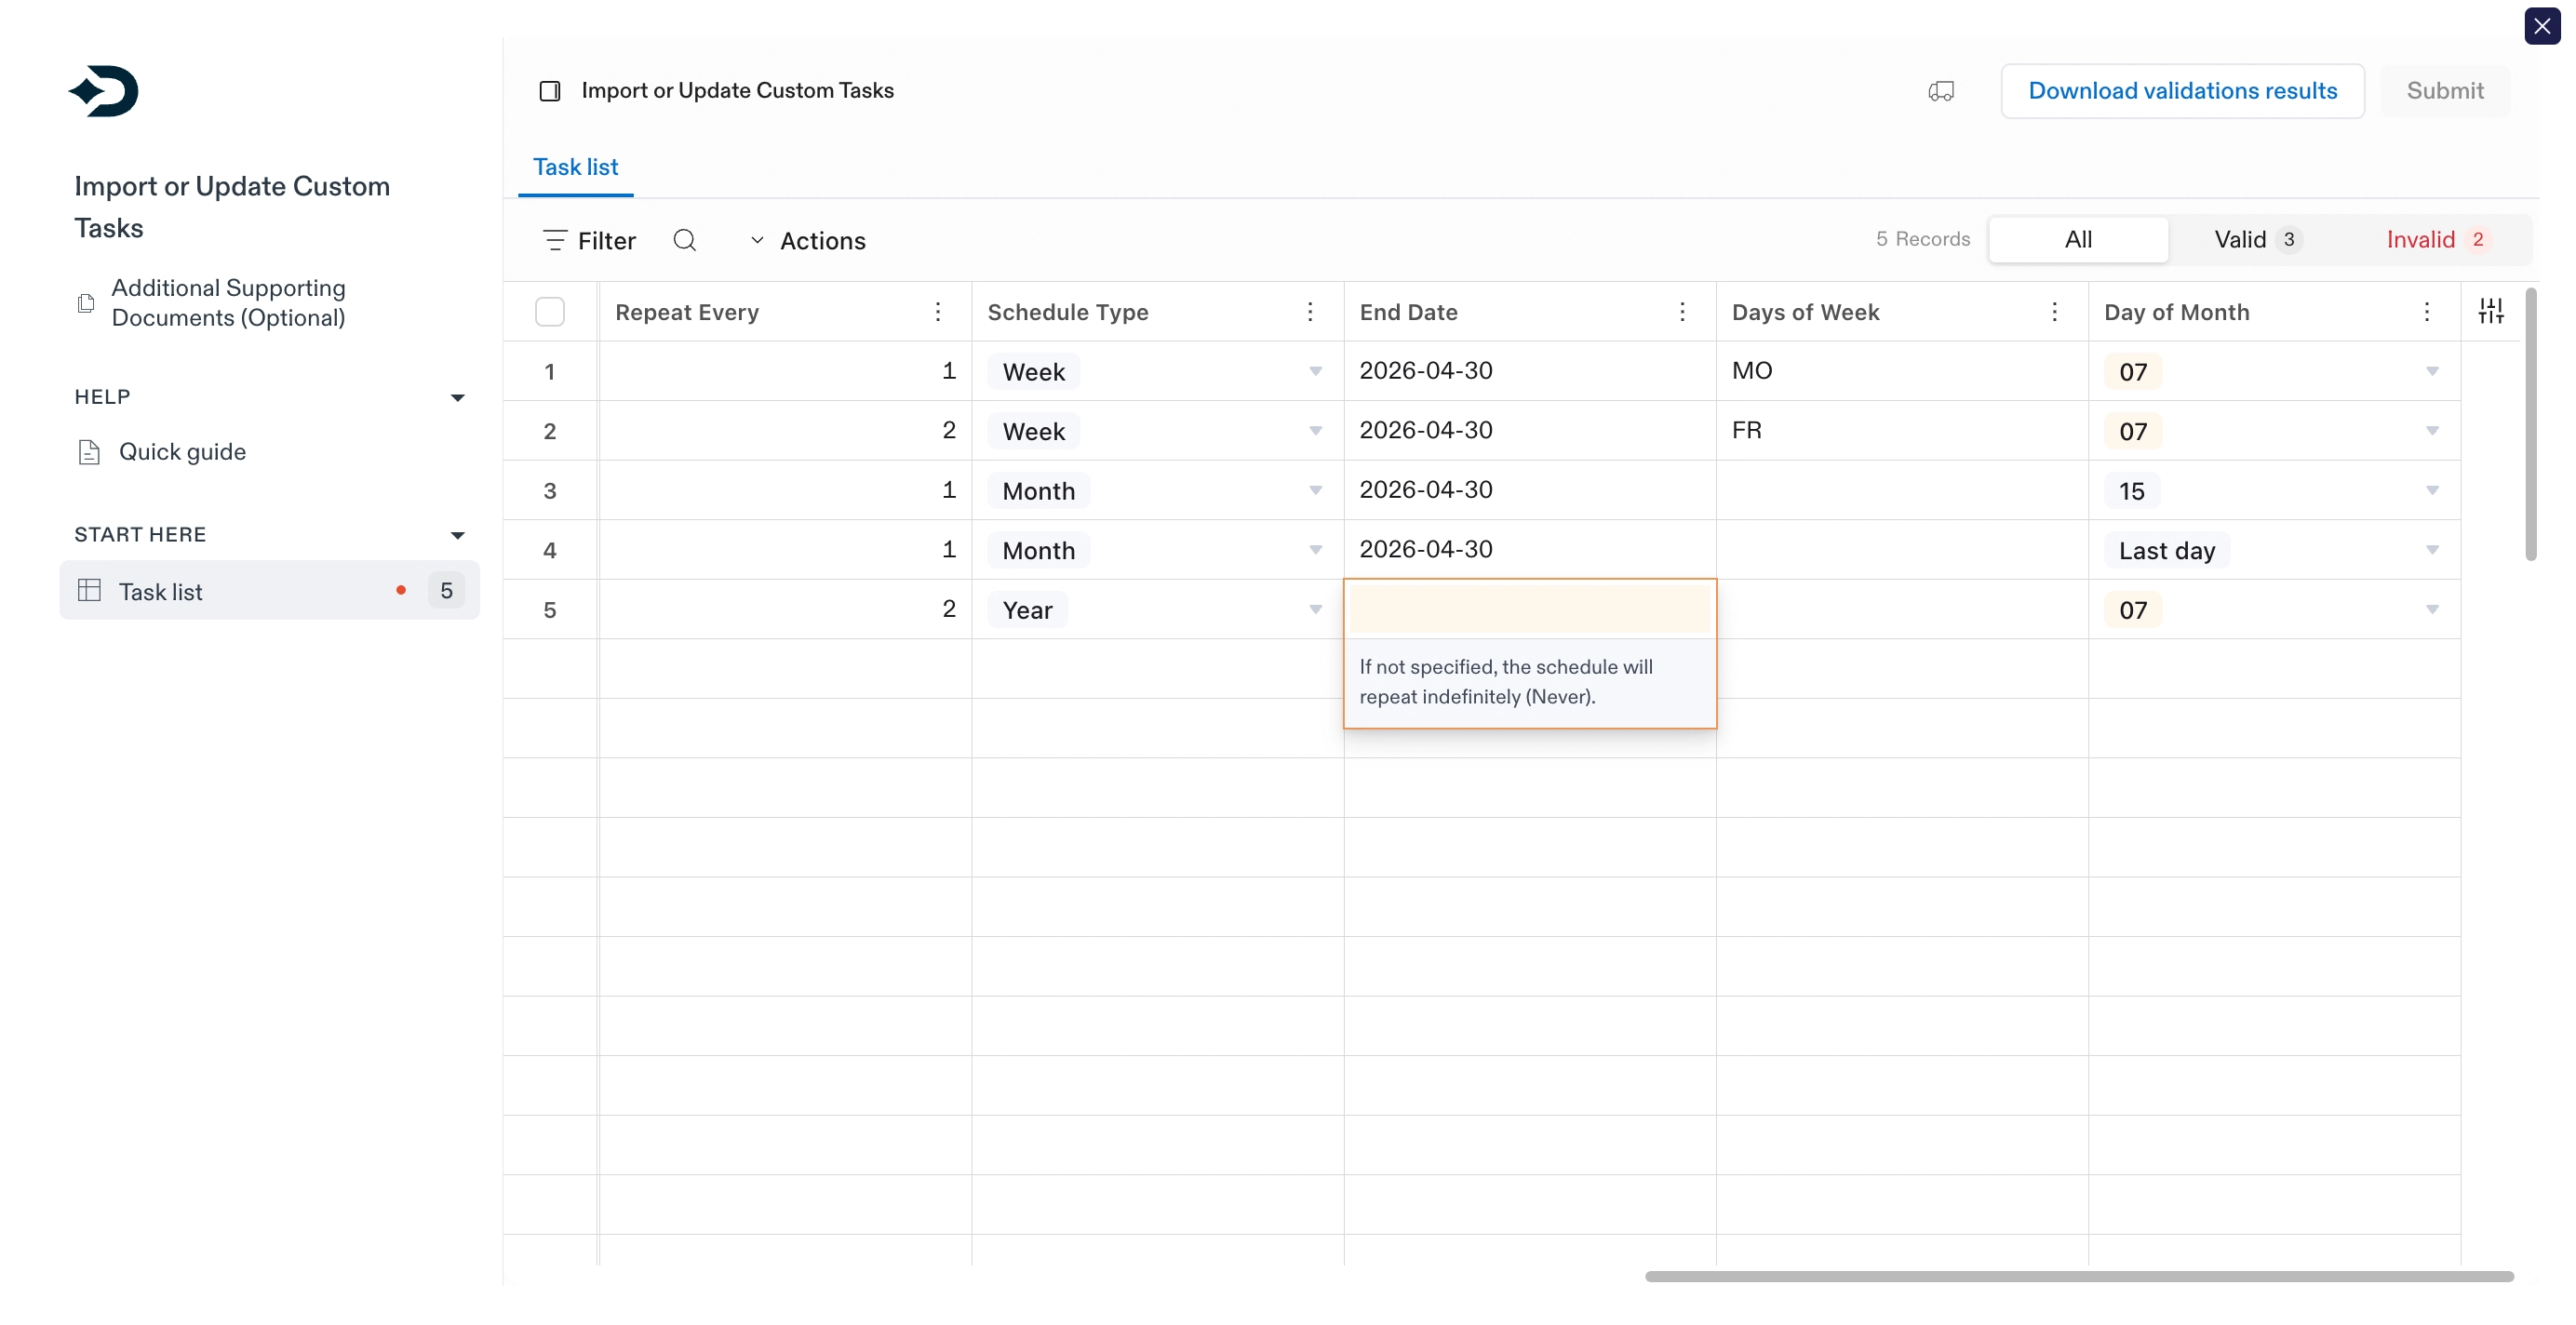 Import or Update Custom
Tasks
Additional Supporting
Documents (Optional)
HELP
Quick guide
START HERE
Task list 5
Import or Update Custom Tasks
Download validations results
Submit
Task list
Filter
Actions
5 Records
All
Valid 3
Invalid 2
Repeat Every Schedule Type End Date Days of Week Day of Month
1 1 Week 2026-04-30 MO 07
2 2 Week 2026-04-30 FR 07
3 1 Month 2026-04-30 15
4 1 Month 2026-04-30 Last day
5 2 Year 07
If not specified, the schedule will
repeat indefinitely (Never).